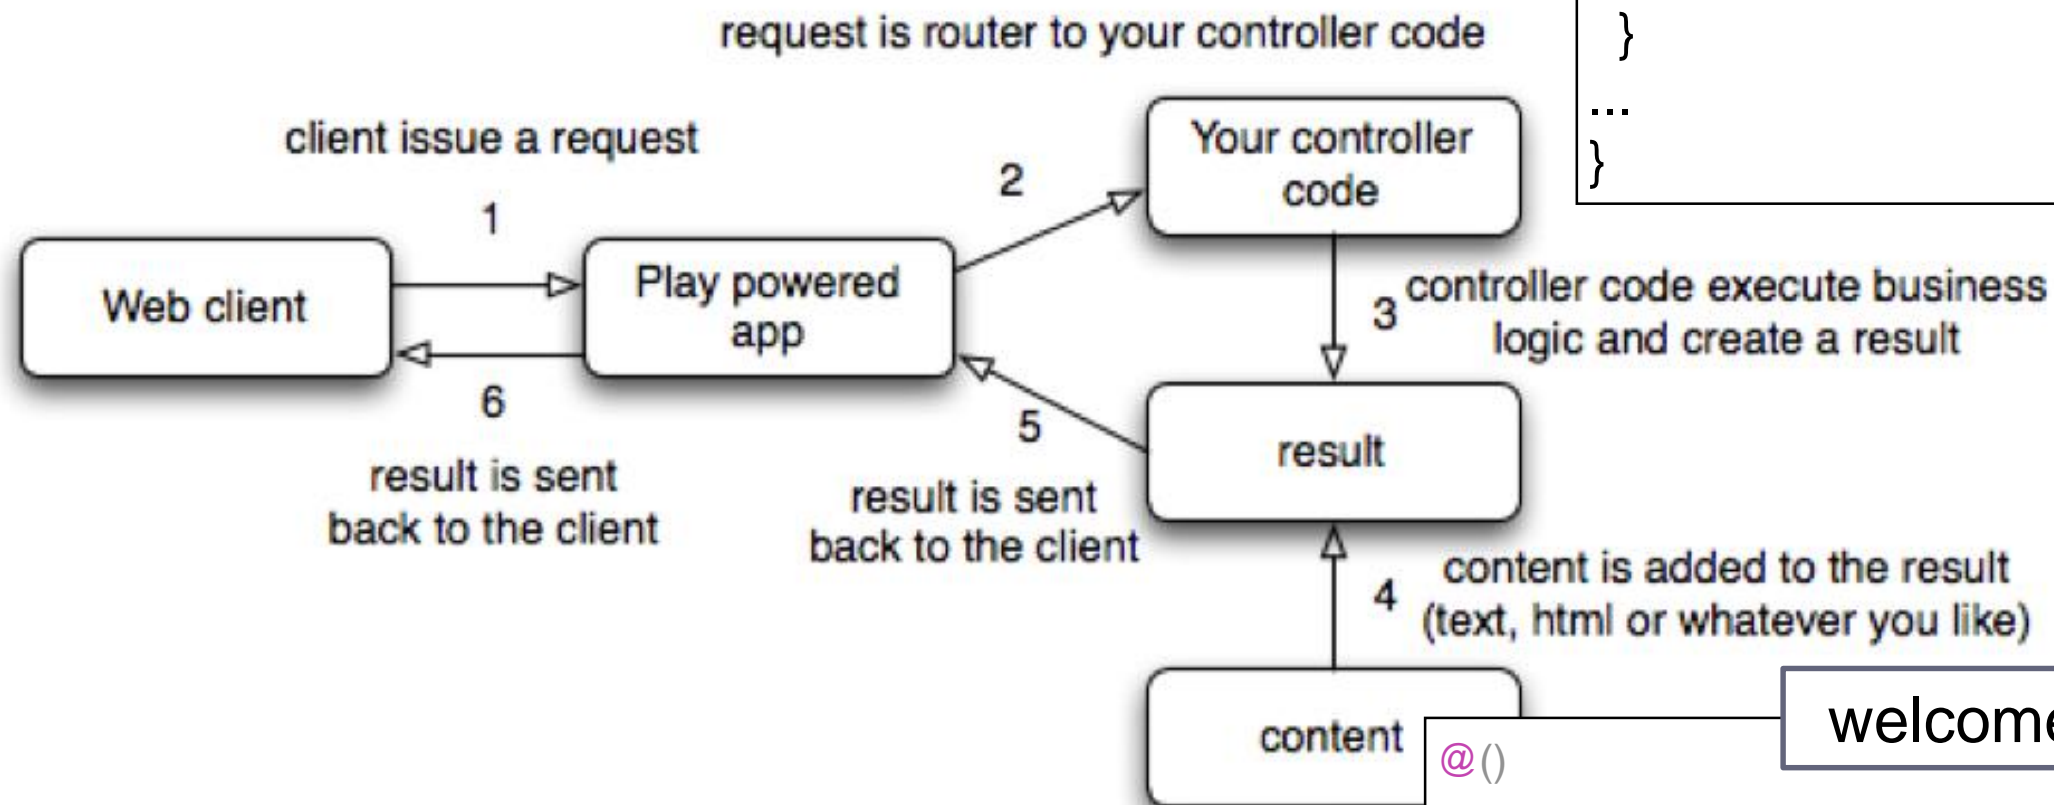 request is router to your controller code
}
...
}
client issue a request
1
2
Your controller
code
Web client
Play powered
app
3
controller code execute business
logic and create a result
6
5
result
result is sent
back to the client
result is sent
back to the client
4
content is added to the result
(text, html or whatever you like)
content
@()
welcome